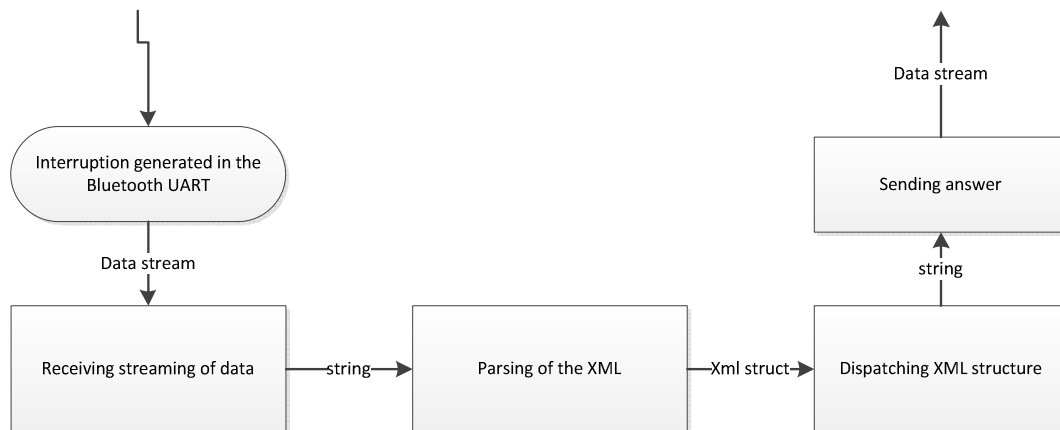 Interruption generated in the
Bluetooth UART
Data stream
Receiving streaming of data
string
Parsing of the XML
Xml struct
Dispatching XML structure
string
Sending answer
Data stream